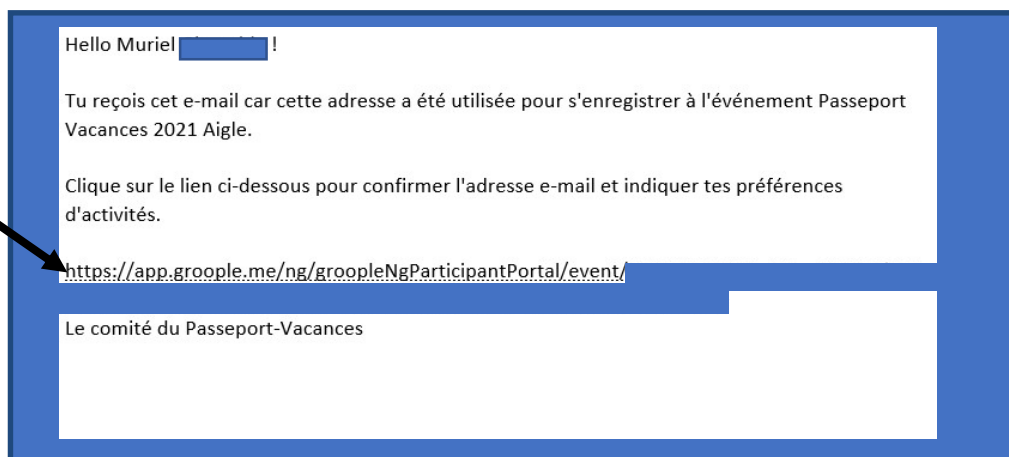 Hello Muriel !
Tu reçois cet e-mail car cette adresse a été utilisée pour s'enregistrer à l'événement Passeport
Vacances 2021 Aigle.
Clique sur le lien ci-dessous pour confirmer l'adresse e-mail et indiquer tes préférences
d'activités.
https://app.groople.me/ng/groopleNgParticipantPortal/event/
Le comité du Passeport-Vacances